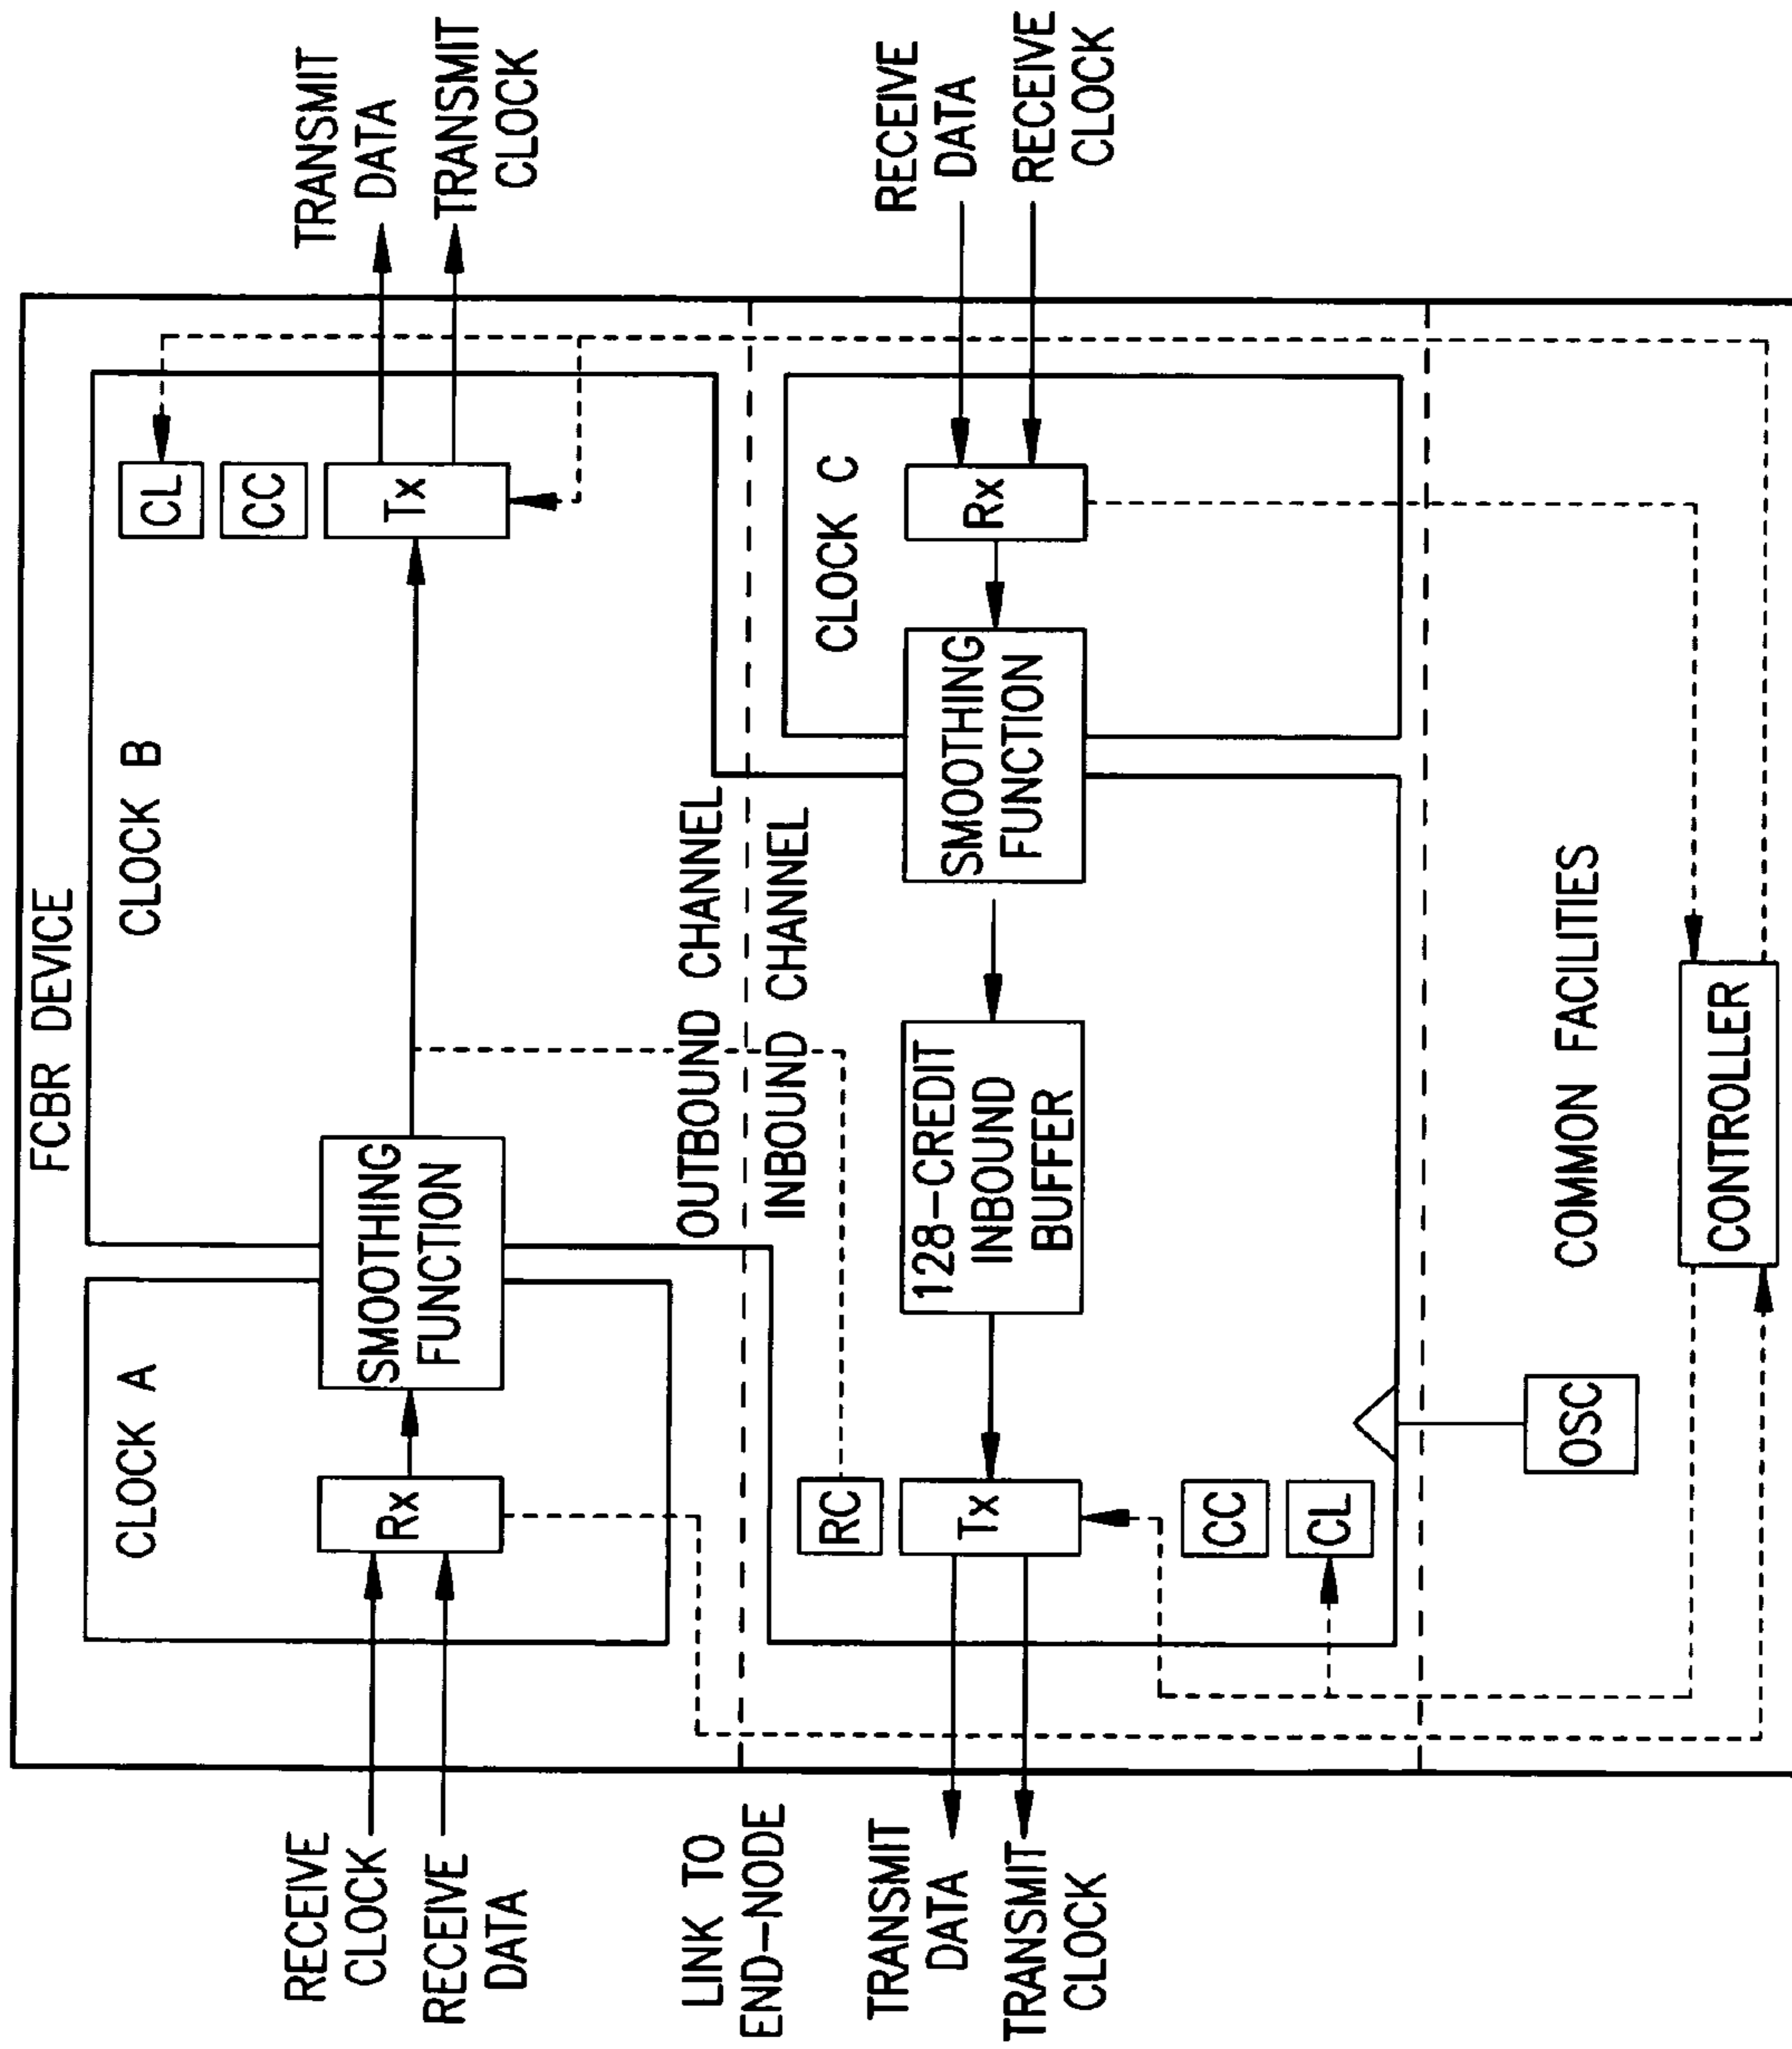 FCBR DEVICE
CLOCK A
CLOCK B
CL
CC
RECEIVE
CLOCK
RECEIVE
DATA
Rx
SMOOTHING
FUNCTION
Tx
TRANSMIT
DATA
TRANSMIT
CLOCK
OUTBOUND CHANNEL
LINK TO
END-NODE
INBOUND CHANNEL
CLOCK C
RC
TRANSMIT
DATA
TRANSMIT
CLOCK
Tx
128-CREDIT
INBOUND
BUFFER
SMOOTHING
FUNCTION
Rx
RECEIVE
DATA
RECEIVE
CLOCK
CC
CL
OSC
COMMON FACILITIES
CONTROLLER